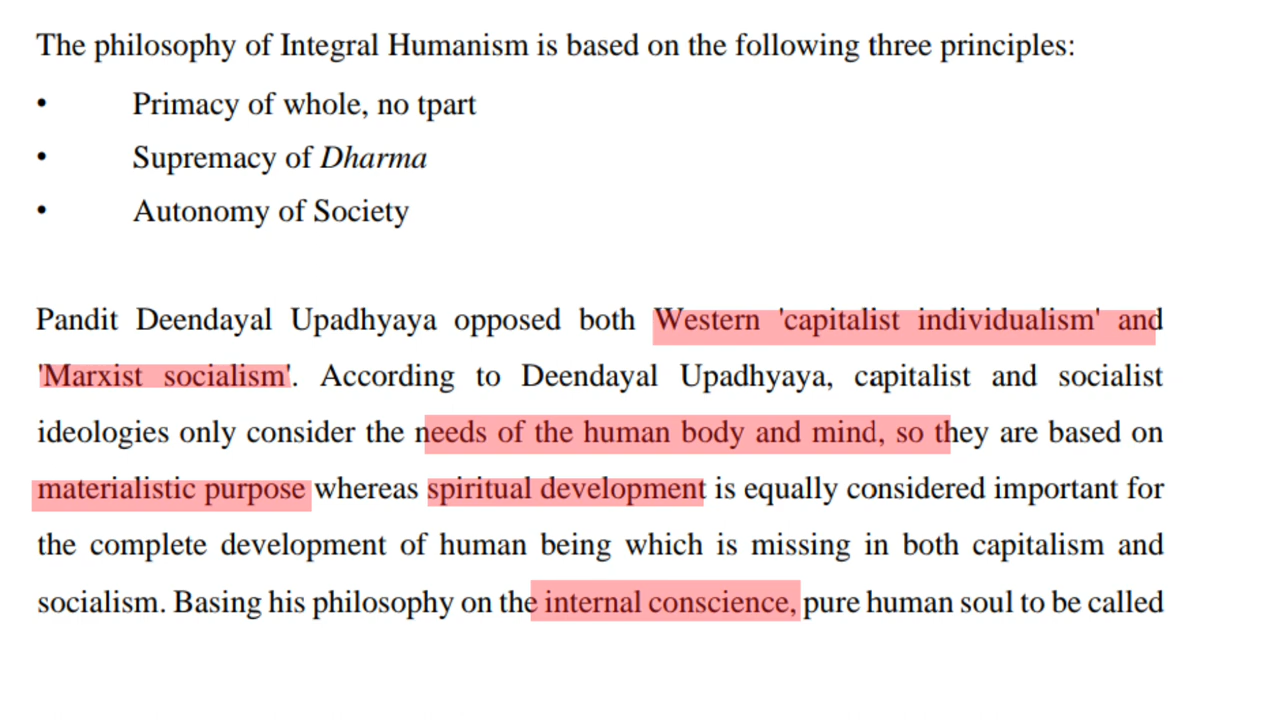 The philosophy of Integral Humanism is based on the following three principles:
• Primacy of whole, no tpart
• Supremacy of Dharma
• Autonomy of Society
Pandit Deendayal Upadhyaya opposed both Western 'capitalist individualism' and
'Marxist socialism'. According to Deendayal Upadhyaya, capitalist and socialist
ideologies only consider the needs of the human body and mind, so they are based on
materialistic purpose whereas spiritual development is equally considered important for
the complete development of human being which is missing in both capitalism and
socialism. Basing his philosophy on the internal conscience, pure human soul to be called